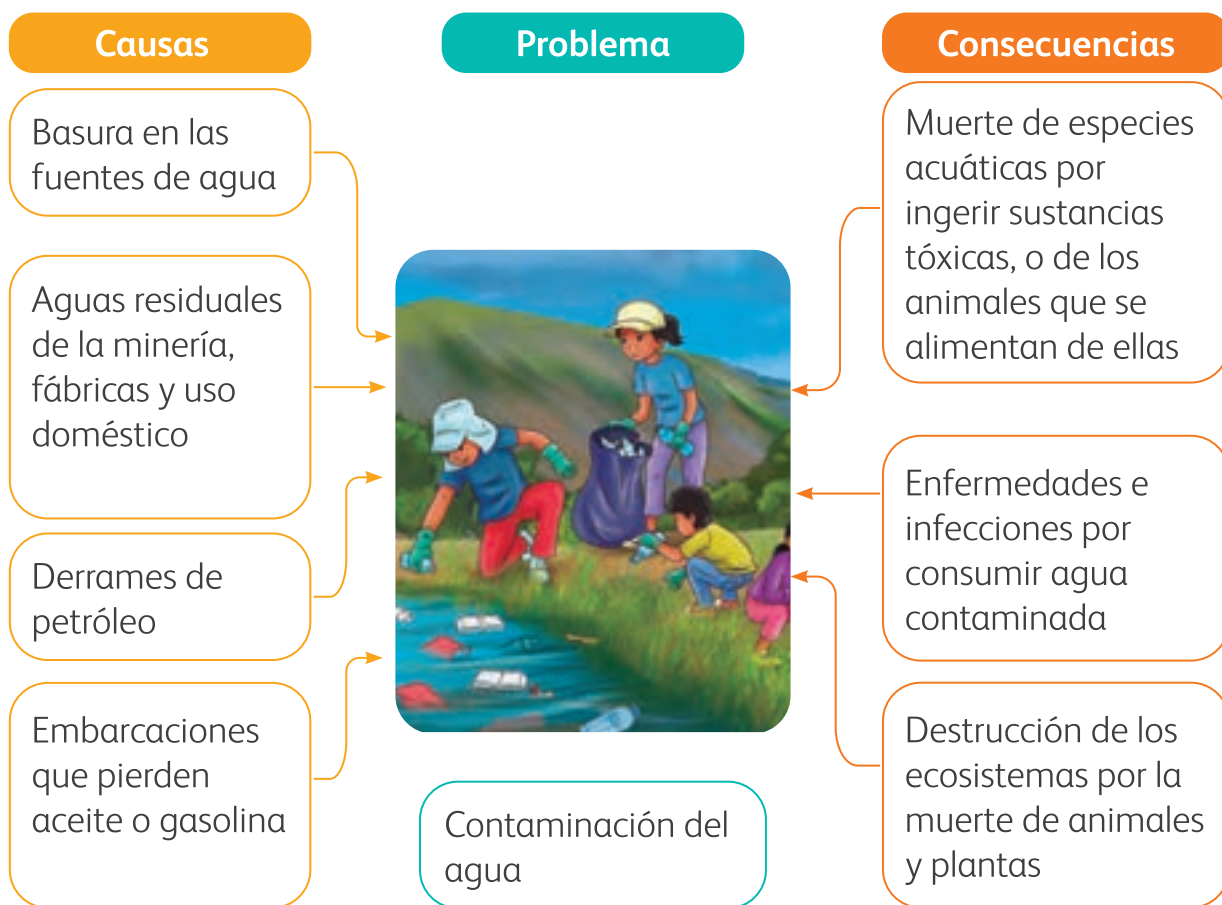 Causas
Problema
Consecuencias
Basura en las
fuentes de agua
Aguas residuales
de la minería,
fábricas y uso
doméstico
Derrames de
petróleo
Embarcaciones
que pierden
aceite o gasolina
Contaminación del
agua
Muerte de especies
acuáticas por
ingerir sustancias
tóxicas, o de los
animales que se
alimentan de ellas
Enfermedades e
infecciones por
consumir agua
contaminada
Destrucción de los
ecosistemas por la
muerte de animales
y plantas